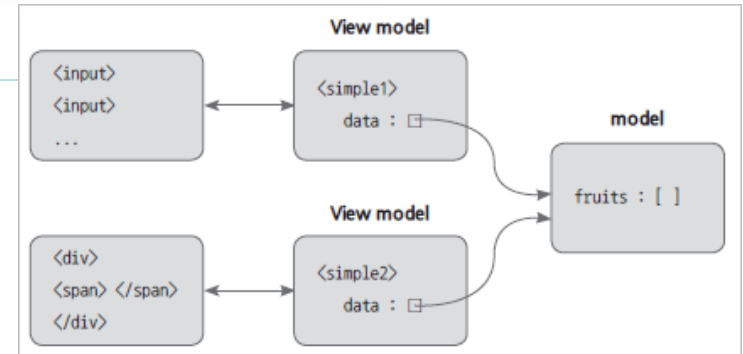 View model
<input>
<input>
...
<simple1>
data : □
model
fruits : [ ]
View model
<div>
<span> </span>
</div>
<simple2>
data : □